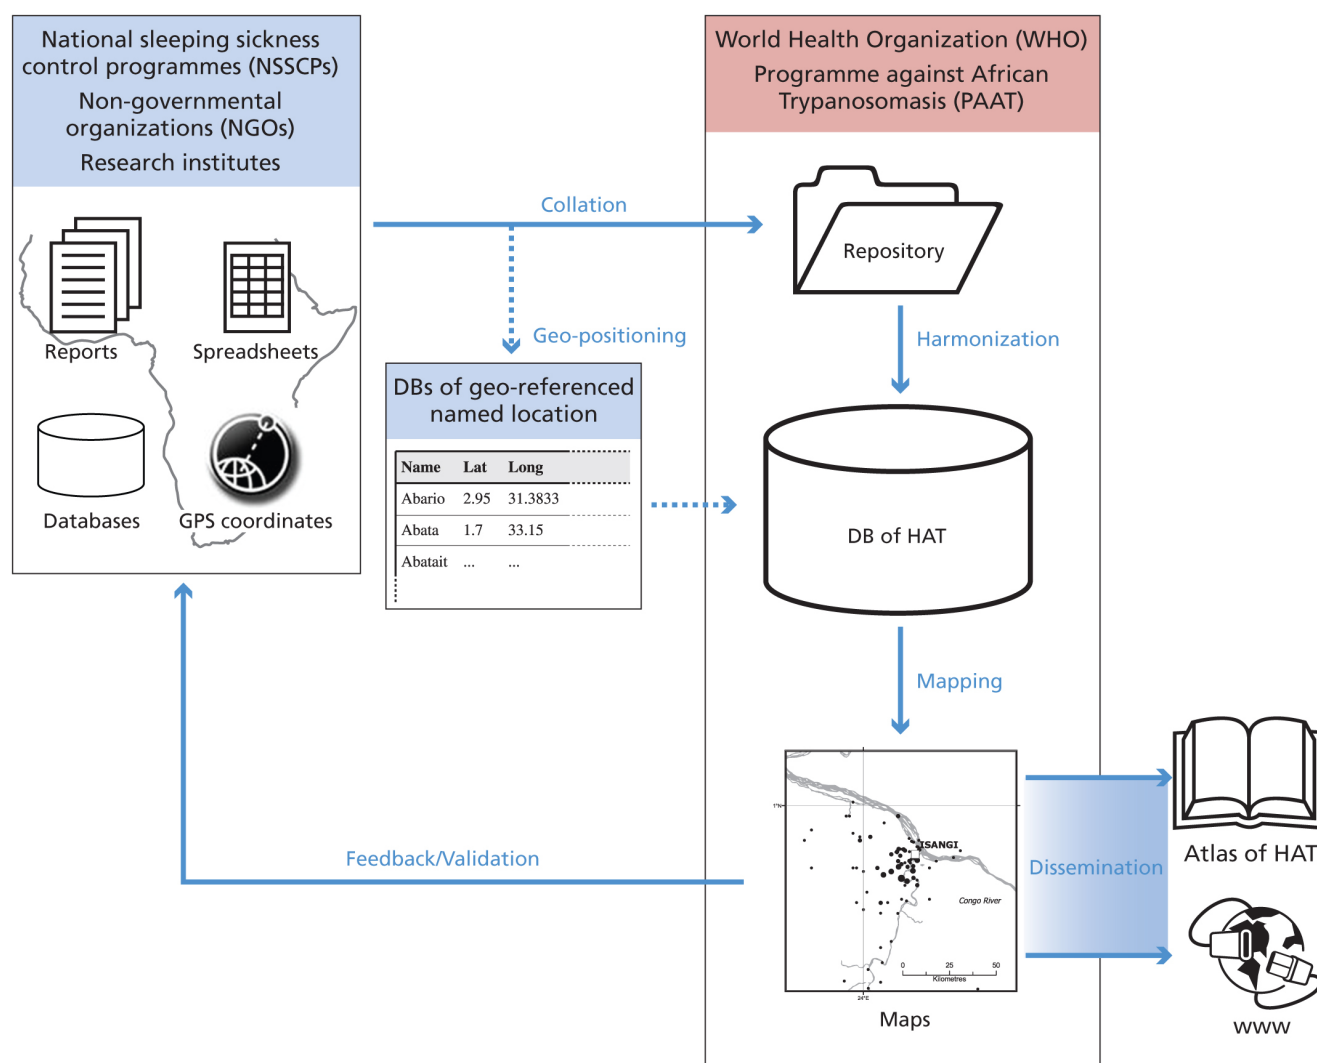 National sleeping sickness
control programmes (NSSCPs)
Non-governmental
organizations (NGOs)
Research institutes
Reports
Spreadsheets
Databases
GPS coordinates
Collation
Geo-positioning
DBs of geo-referenced
named location
Name Lat Long
Abario 2.95 31.3833
Abata 1.7 33.15
Abatait ... ...
World Health Organization (WHO)
Programme against African
Trypanosomasis (PAAT)
Repository
Harmonization
DB of HAT
Mapping
1°N
ISANGI
Congo River
0 25 50
Kilometres
24°E
Maps
Feedback/Validation
Dissemination
Atlas of HAT
www